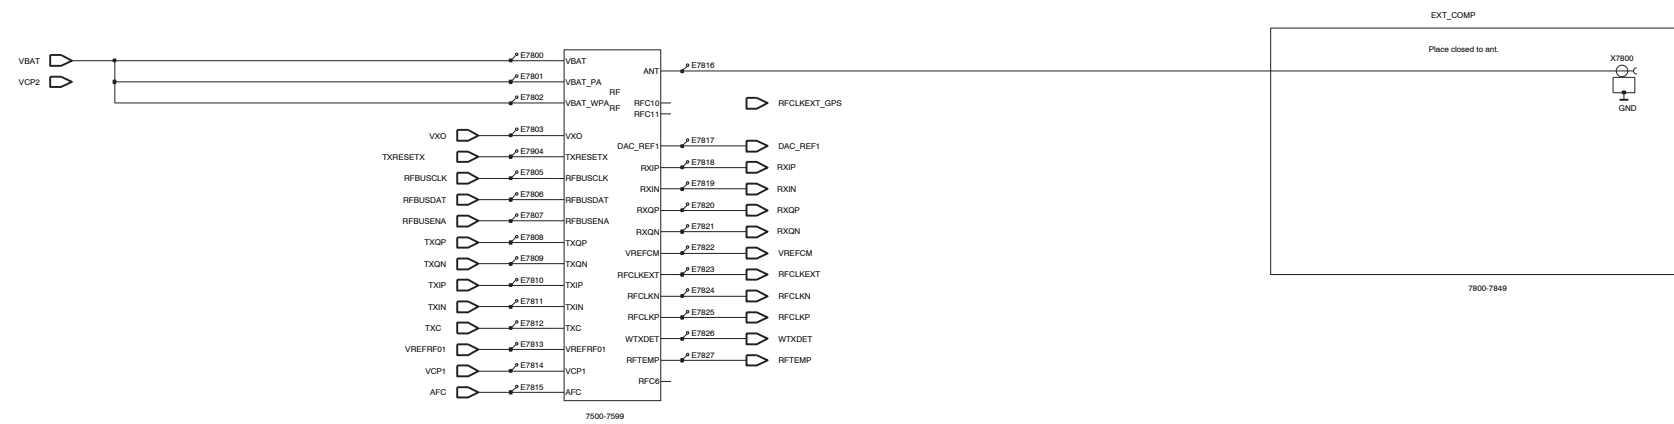 EXT_COMP
Place closed to ant.
X7800
GND
7800-7849
VBAT
VCP2
E7800
VBAT
E7801
VBAT_PA
E7802
VBAT_WPA
RF
RF
ANT
E7816
RFC10
RFC11
RFCLKEXT_GPS
VXO
E7803
VXO
TXRESETX
E7904
TXRESETX
RFBUSCLK
E7805
RFBUSCLK
RFBUSDAT
E7806
RFBUSDAT
RFBUSENA
E7807
RFBUSENA
TXQP
E7808
TXQP
TXQN
E7809
TXQN
TXIP
E7810
TXIP
TXIN
E7811
TXIN
TXC
E7812
TXC
VREFRF01
E7813
VREFRF01
VCP1
E7814
VCP1
AFC
E7815
AFC
DAC_REF1
E7817
DAC_REF1
RXIP
E7818
RXIP
RXIN
E7819
RXIN
RXQP
E7820
RXQP
RXQN
E7821
RXQN
VREFCM
E7822
VREFCM
RFCLKEXT
E7823
RFCLKEXT
RFCLKN
E7824
RFCLKN
RFCLKP
E7825
RFCLKP
WTXDET
E7826
WTXDET
RFTEMP
E7827
RFTEMP
RFC6
7500-7599